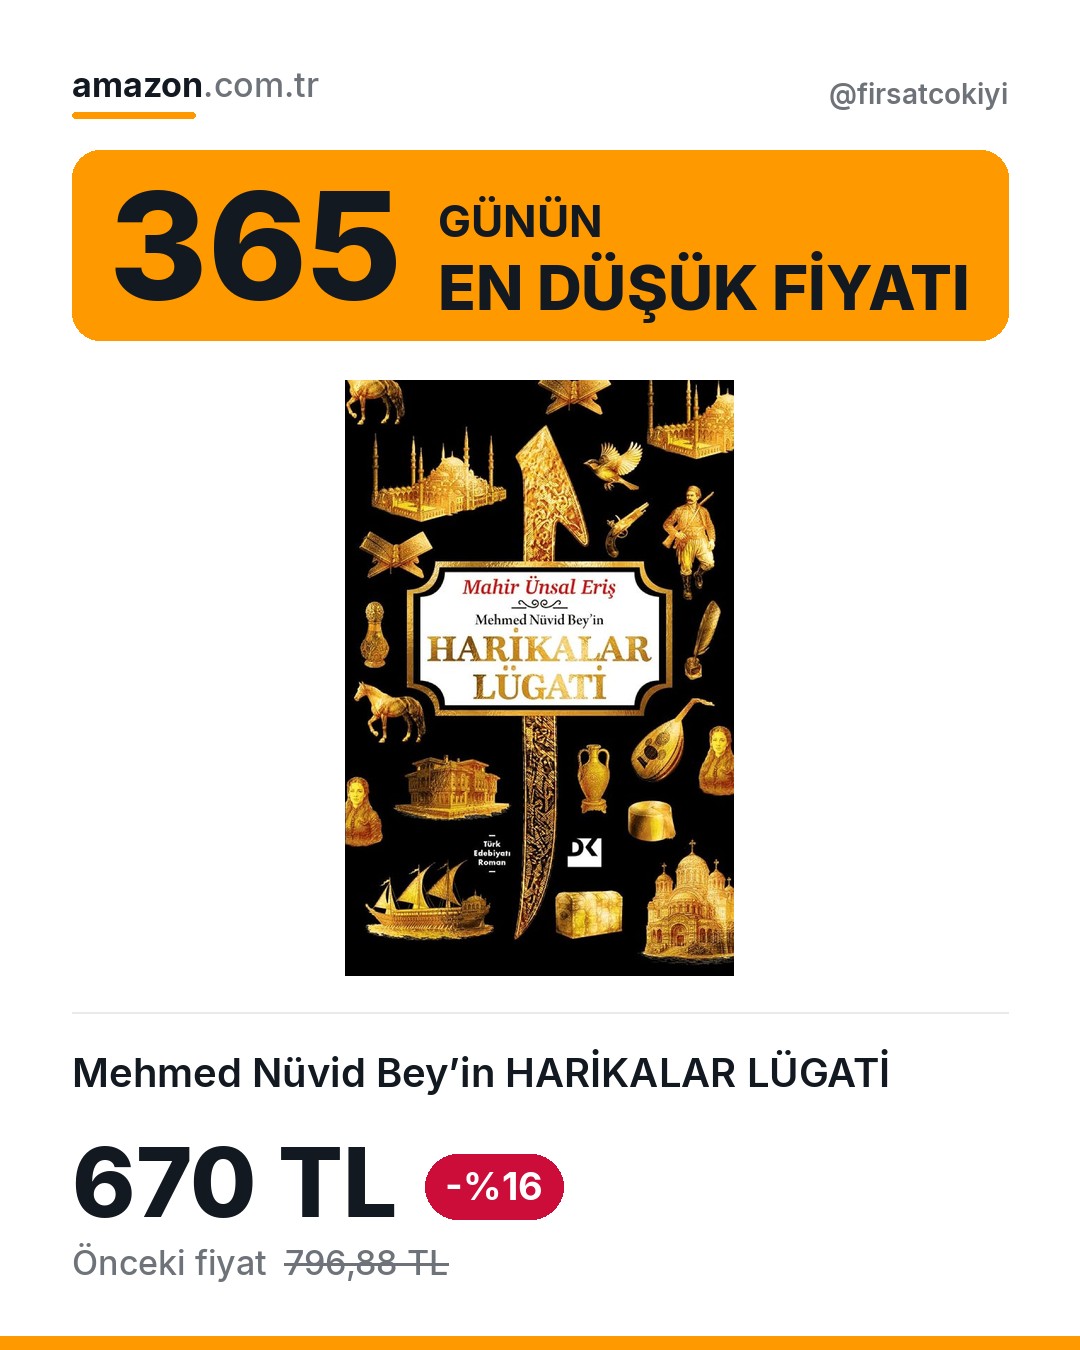 amazon.com.tr
@firsatcokiyi
365
GÜNÜN
EN DÜŞÜK FİYATI
Mahir Ünsal Eriş
Mehmed Nüvid Bey'in
HARİKALAR
LÜGATİ
Türk
Edebiyatı
Roman
DK
Mehmed Nüvid Bey’in HARİKALAR LÜGATİ
670 TL
-%16
Önceki fiyat 796,88 TL